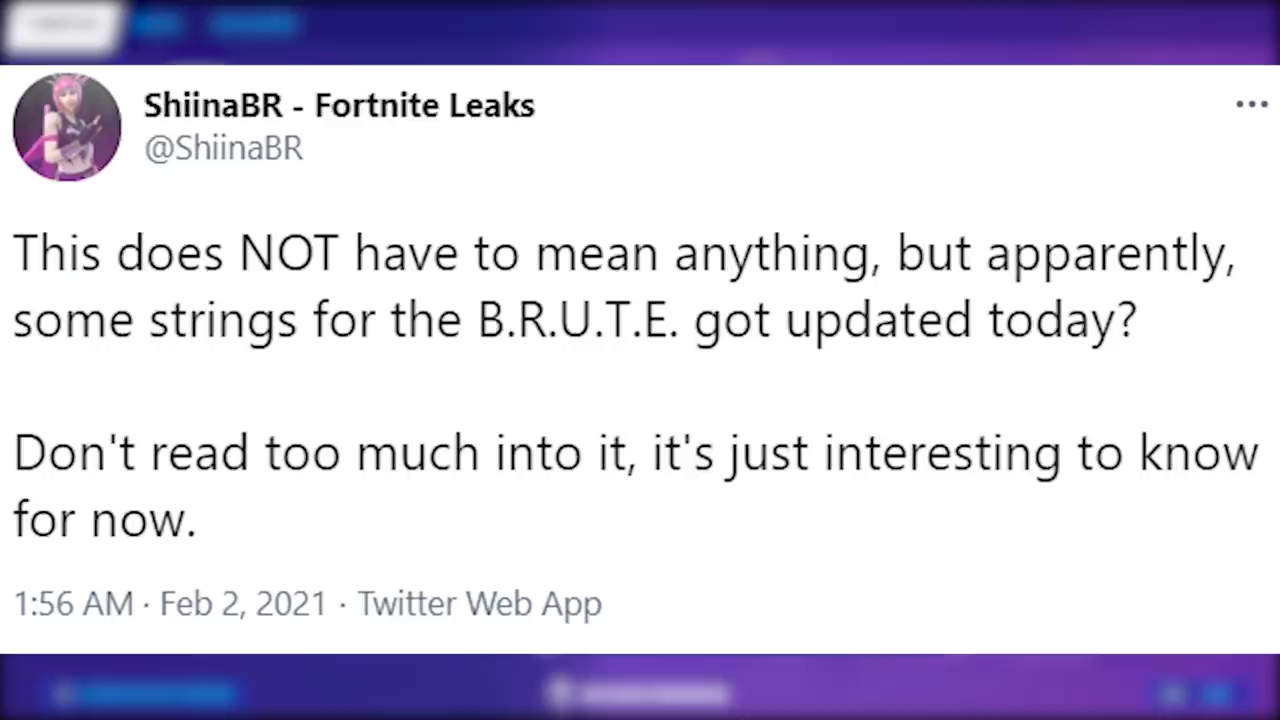 ShiinaBR - Fortnite Leaks
@ShiinaBR
This does NOT have to mean anything, but apparently,
some strings for the B.R.U.T.E. got updated today?
Don't read too much into it, it's just interesting to know
for now.
1:56 AM · Feb 2, 2021 · Twitter Web App